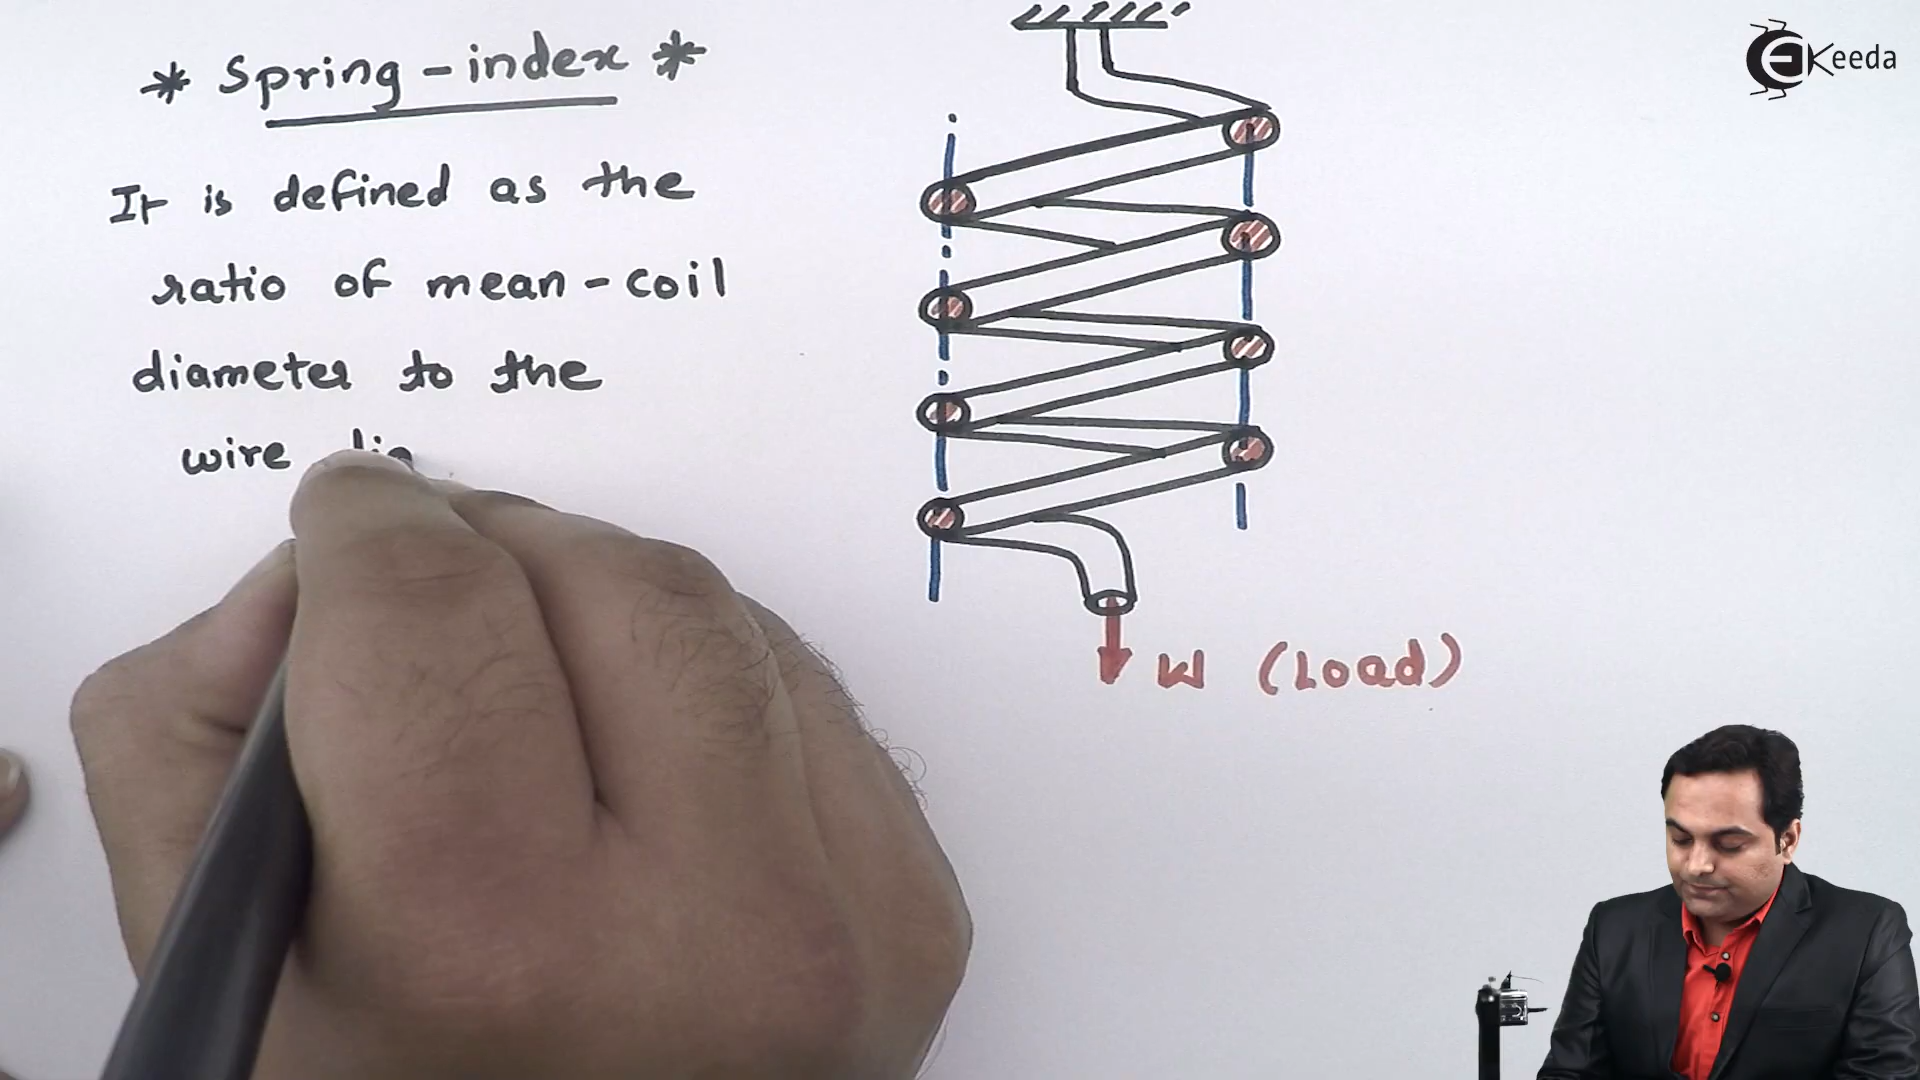 * Spring - index *
It is defined as the
ratio of mean - coil
diameter to the
wire
W (Load)
EKeeda